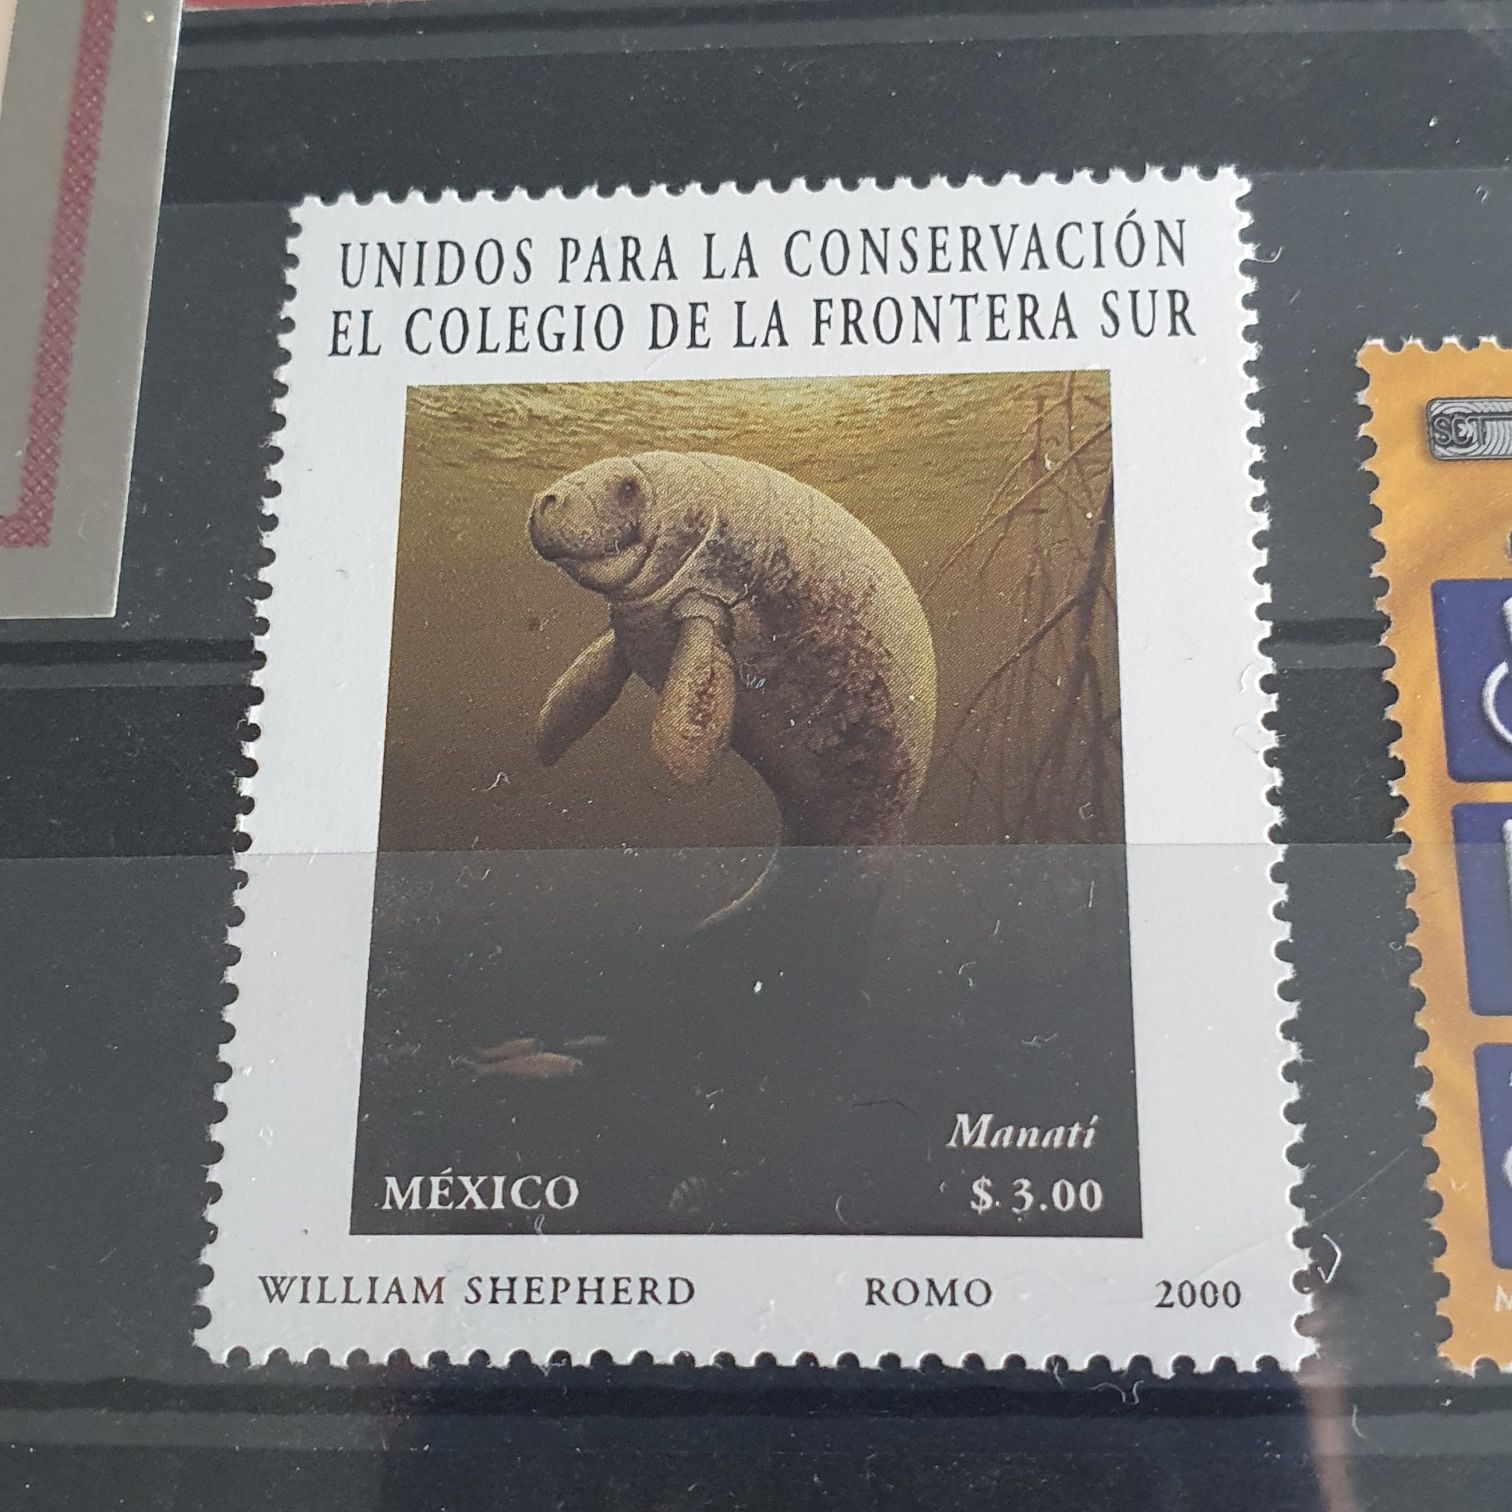 UNIDOS PARA LA CONSERVACIÓN
EL COLEGIO DE LA FRONTERA SUR
Manatí
MÉXICO
$ 3.00
WILLIAM SHEPHERD ROMO 2000